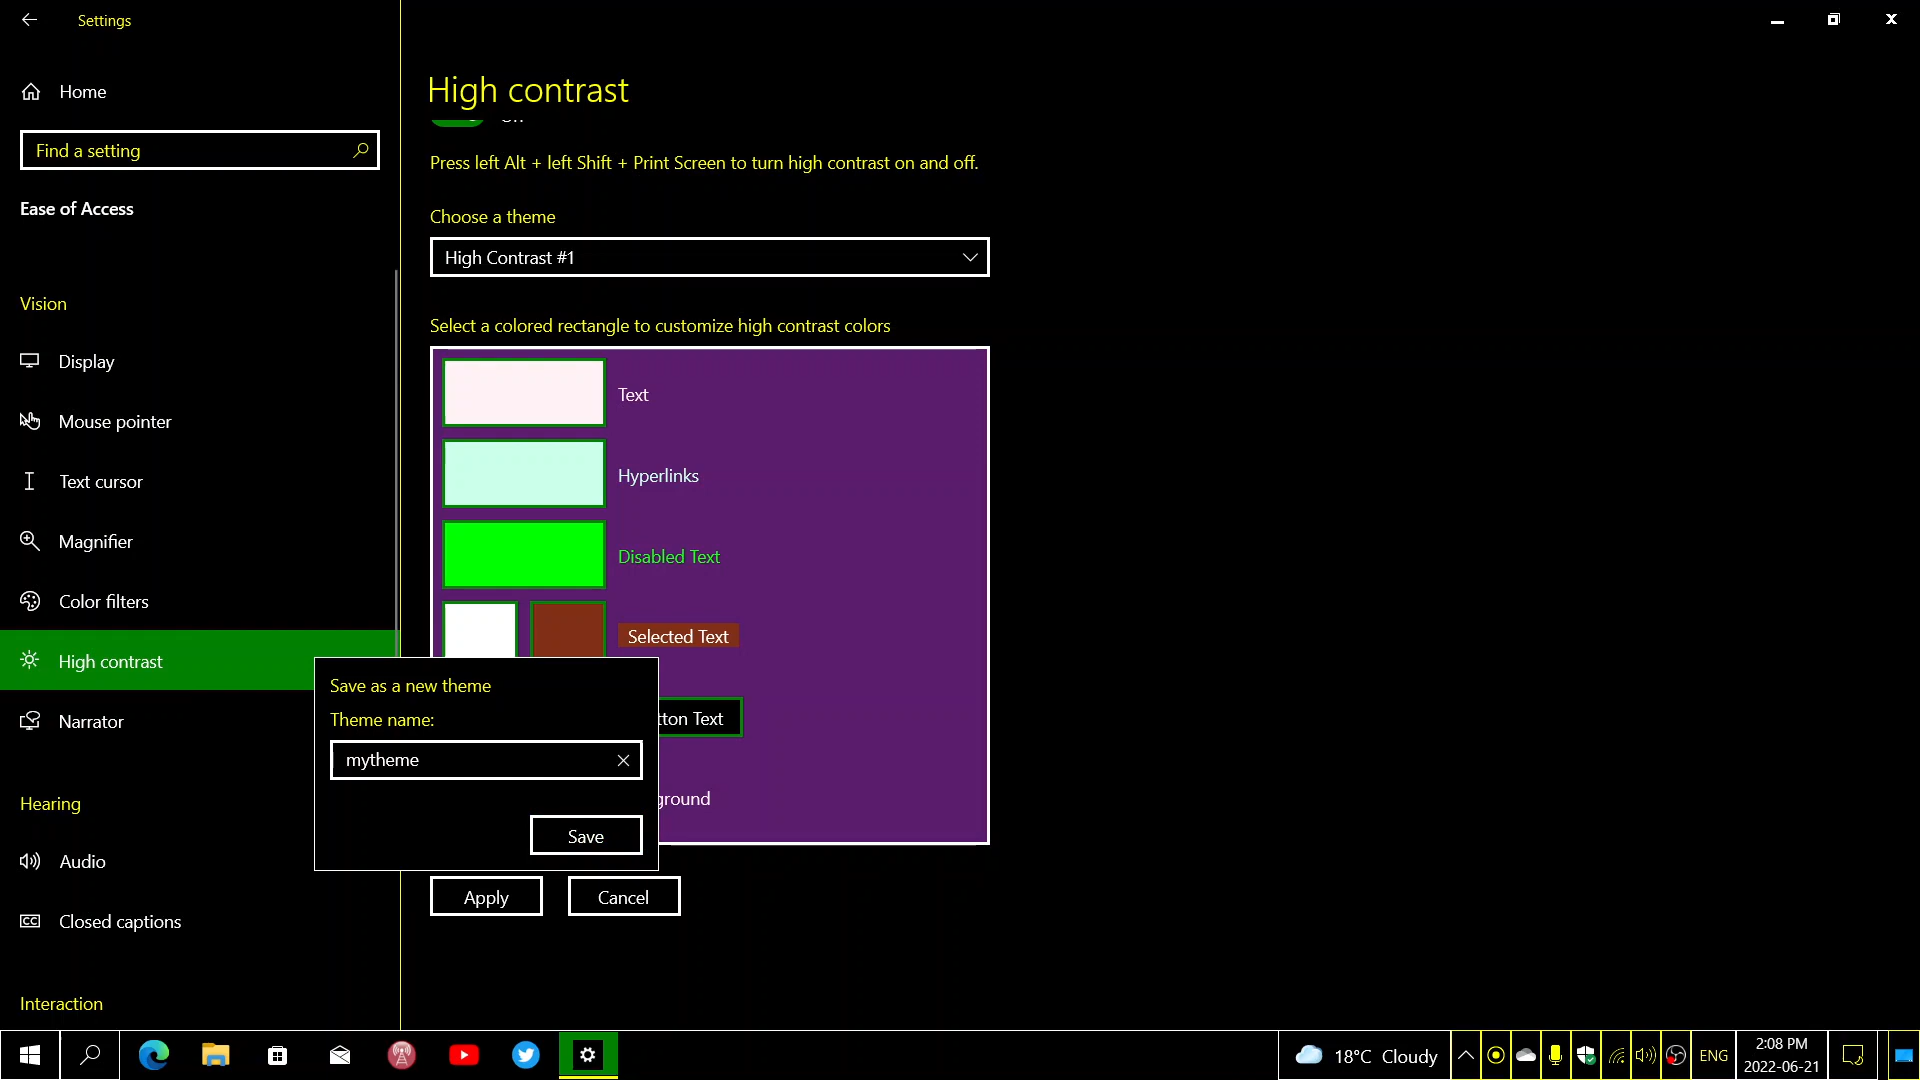 Settings
Home
Find a setting
Ease of Access
Vision
Display
Mouse pointer
Text cursor
Magnifier
Color filters
High contrast
Narrator
Hearing
Audio
Closed captions
Interaction
High contrast
Press left Alt + left Shift + Print Screen to turn high contrast on and off.
Choose a theme
High Contrast #1
Select a colored rectangle to customize high contrast colors
Text
Hyperlinks
Disabled Text
Selected Text
tton Text
ground
Save as a new theme
Theme name:
mytheme
Save
Apply
Cancel
18°C Cloudy
ENG
2:08 PM
2022-06-21